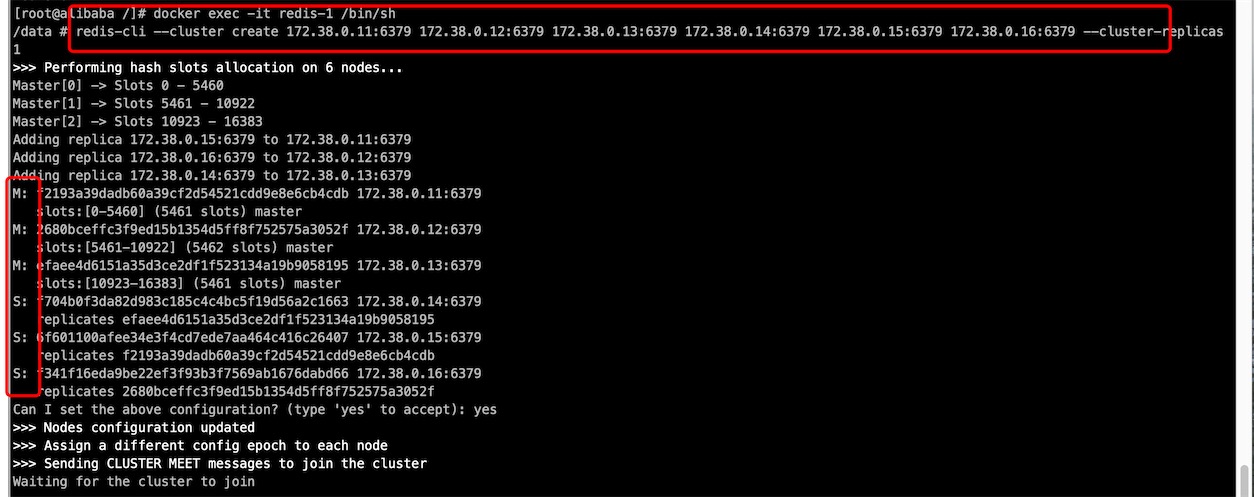 [root@alibaba /]# docker exec -it redis-1 /bin/sh
/data # redis-cli --cluster create 172.38.0.11:6379 172.38.0.12:6379 172.38.0.13:6379 172.38.0.14:6379 172.38.0.15:6379 172.38.0.16:6379 --cluster-replicas
1
>>> Performing hash slots allocation on 6 nodes...
Master[0] -> Slots 0 - 5460
Master[1] -> Slots 5461 - 10922
Master[2] -> Slots 10923 - 16383
Adding replica 172.38.0.15:6379 to 172.38.0.11:6379
Adding replica 172.38.0.16:6379 to 172.38.0.12:6379
Adding replica 172.38.0.14:6379 to 172.38.0.13:6379
M: f2193a39dadb60a39cf2d54521cdd9e8e6cb4cdb 172.38.0.11:6379
slots:[0-5460] (5461 slots) master
M: 2680bceffc3f9ed15b1354d5ff8f752575a3052f 172.38.0.12:6379
slots:[5461-10922] (5462 slots) master
M: efaee4d6151a35d3ce2df1f523134a19b9058195 172.38.0.13:6379
slots:[10923-16383] (5461 slots) master
S: f704b0f3da82d983c185c4c4bc5f19d56a2c1663 172.38.0.14:6379
replicates efaee4d6151a35d3ce2df1f523134a19b9058195
S: 6f601100afee34e3f4cd7ede7aa464c416c26407 172.38.0.15:6379
replicates f2193a39dadb60a39cf2d54521cdd9e8e6cb4cdb
S: f341f16eda9be22ef3f93b3f7569ab1676dabd66 172.38.0.16:6379
replicates 2680bceffc3f9ed15b1354d5ff8f752575a3052f
Can I set the above configuration? (type 'yes' to accept): yes
>>> Nodes configuration updated
>>> Assign a different config epoch to each node
>>> Sending CLUSTER MEET messages to join the cluster
Waiting for the cluster to join